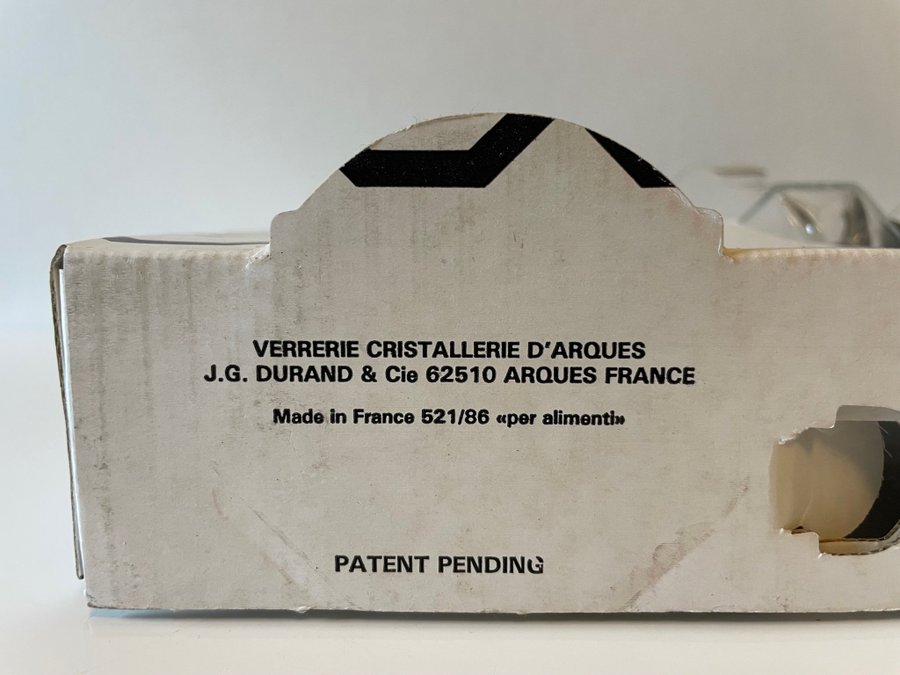 VERRERIE CRISTALLERIE D'ARQUES
J.G. DURAND & Cie 62510 ARQUES FRANCE
Made in France 521/86 «per alimenti»
PATENT PENDING